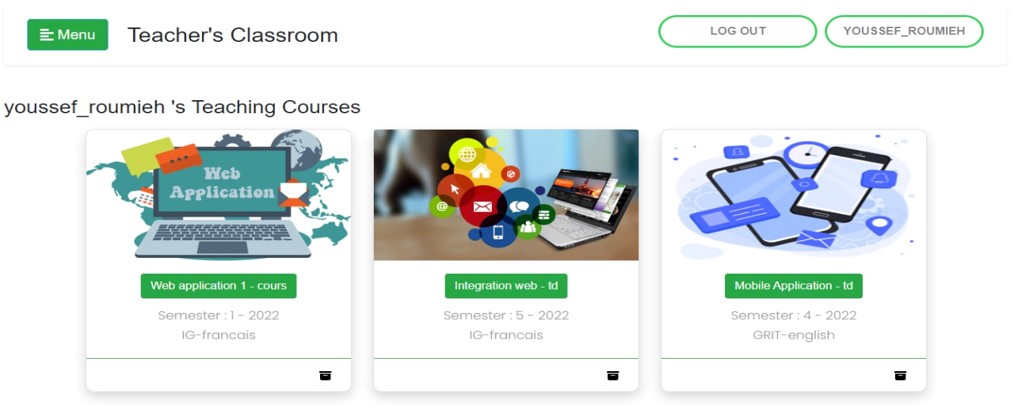 Menu
Teacher's Classroom
LOG OUT
YOUSSEF_ROUMIEH
youssef_roumieh 's Teaching Courses
Web
Application
@
Web application 1 - cours
Semester : 1 - 2022
IG-francais
Integration web - td
Semester : 5 - 2022
IG-francais
Mobile Application - td
Semester : 4 - 2022
GRIT-english